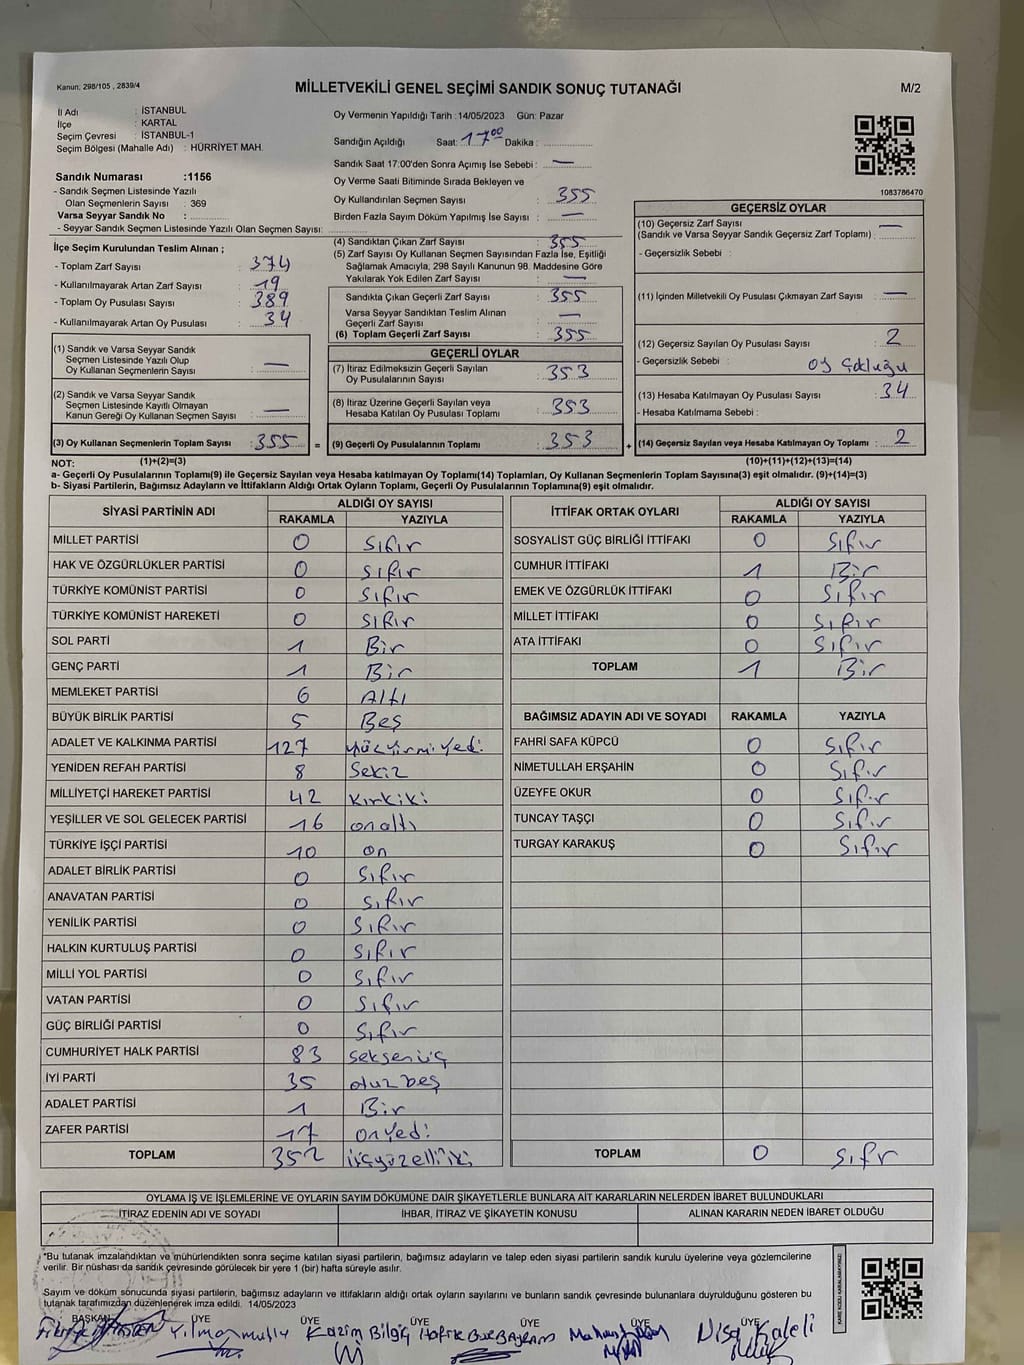 Kanun; 298/105 , 2839/4
MİLLETVEKİLİ GENEL SEÇİMİ SANDIK SONUÇ TUTANAĞI
M/2
İl Adı : İSTANBUL
İlçe : KARTAL
Seçim Çevresi : İSTANBUL-1
Seçim Bölgesi (Mahalle Adı) : HÜRRİYET MAH.
Sandık Numarası :1156
- Sandık Seçmen Listesinde Yazılı
Olan Seçmenlerin Sayısı : 369
Varsa Seyyar Sandık No :
- Seyyar Sandık Seçmen Listesinde Yazılı Olan Seçmen Sayısı:
Oy Vermenin Yapıldığı Tarih :14/05/2023 Gün: Pazar
Sandığın Açıldığı Saat: 17 00 Dakika :
Sandık Saat 17.00'den Sonra Açımış İse Sebebi : —
Oy Verme Saati Bitiminde Sırada Bekleyen ve
Oy Kullandırılan Seçmen Sayısı : 355
Birden Fazla Sayım Döküm Yapılmış İse Sayısı : —
1083786470
İlçe Seçim Kurulundan Teslim Alınan ;
- Toplam Zarf Sayısı : 374
- Kullanılmayarak Artan Zarf Sayısı : 19
- Toplam Oy Pusulası Sayısı : 389
- Kullanılmayarak Artan Oy Pusulası : 34
(1) Sandık ve Varsa Seyyar Sandık
Seçmen Listesinde Yazılı Olup
Oy Kullanan Seçmenlerin Sayısı : —
(2) Sandık ve Varsa Seyyar Sandık
Seçmen Listesinde Kayıtlı Olmayan
Kanun Gereği Oy Kullanan Seçmen Sayısı : —
(3) Oy Kullanan Seçmenlerin Toplam Sayısı : 355 =
(4) Sandıktan Çıkan Zarf Sayısı : 355
(5) Zarf Sayısı Oy Kullanan Seçmen Sayısından Fazla İse, Eşitliği
Sağlamak Amacıyla, 298 Sayılı Kanunun 98. Maddesine Göre
Yakılarak Yok Edilen Zarf Sayısı : —
Sandıkta Çıkan Geçerli Zarf Sayısı : 355
Varsa Seyyar Sandıktan Teslim Alınan
Geçerli Zarf Sayısı : —
(6) Toplam Geçerli Zarf Sayısı : 355
GEÇERLİ OYLAR
(7) İtiraz Edilmeksizin Geçerli Sayılan
Oy Pusulalarının Sayısı : 353
(8) İtiraz Üzerine Geçerli Sayılan veya
Hesaba Katılan Oy Pusulası Toplamı : 353
(9) Geçerli Oy Pusulalarının Toplamı : 353 +
GEÇERSİZ OYLAR
(10) Geçersiz Zarf Sayısı
(Sandık ve Varsa Seyyar Sandık Geçersiz Zarf Toplamı) : —
- Geçersizlik Sebebi :
(11) İçinden Milletvekili Oy Pusulası Çıkmayan Zarf Sayısı : —
(12) Geçersiz Sayılan Oy Pusulası Sayısı : 2
- Geçersizlik Sebebi : oy çokluğu
(13) Hesaba Katılmayan Oy Pusulası Sayısı : 34
- Hesaba Katılmama Sebebi :
(14) Geçersiz Sayılan veya Hesaba Katılmayan Oy Toplamı : 2
NOT: (1)+(2)=(3) (10)+(11)+(12)+(13)=(14)
a- Geçerli Oy Pusulalarının Toplamı(9) ile Geçersiz Sayılan veya Hesaba katılmayan Oy Toplamı(14) Toplamları, Oy Kullanan Seçmenlerin Toplam Sayısına(3) eşit olmalıdır. (9)+(14)=(3)
b- Siyasi Partilerin, Bağımsız Adayların ve İttifakların Aldığı Ortak Oyların Toplamı, Geçerli Oy Pusulalarının Toplamına(9) eşit olmalıdır.
SİYASİ PARTİNİN ADI ALDIĞI OY SAYISI
RAKAMLA YAZIYLA
MİLLET PARTİSİ 0 Sıfır
HAK VE ÖZGÜRLÜKLER PARTİSİ 0 Sıfır
TÜRKİYE KOMÜNİST PARTİSİ 0 Sıfır
TÜRKİYE KOMÜNİST HAREKETİ 0 Sıfır
SOL PARTİ 1 Bir
GENÇ PARTİ 1 Bir
MEMLEKET PARTİSİ 6 Altı
BÜYÜK BİRLİK PARTİSİ 5 Beş
ADALET VE KALKINMA PARTİSİ 127 yüzyirmiyedi
YENİDEN REFAH PARTİSİ 8 Sekiz
MİLLİYETÇİ HAREKET PARTİSİ 42 Kırkiki
YEŞİLLER VE SOL GELECEK PARTİSİ 16 onaltı
TÜRKİYE İŞÇİ PARTİSİ 10 on
ADALET BİRLİK PARTİSİ 0 Sıfır
ANAVATAN PARTİSİ 0 Sıfır
YENİLİK PARTİSİ 0 Sıfır
HALKIN KURTULUŞ PARTİSİ 0 Sıfır
MİLLİ YOL PARTİSİ 0 Sıfır
VATAN PARTİSİ 0 Sıfır
GÜÇ BİRLİĞİ PARTİSİ 0 Sıfır
CUMHURİYET HALK PARTİSİ 83 seksenüç
İYİ PARTİ 35 otuzbeş
ADALET PARTİSİ 1 Bir
ZAFER PARTİSİ 17 onyedi
TOPLAM 352 üçyüzelliiki
İTTİFAK ORTAK OYLARI ALDIĞI OY SAYISI
RAKAMLA YAZIYLA
SOSYALİST GÜÇ BİRLİĞİ İTTİFAKI 0 Sıfır
CUMHUR İTTİFAKI 1 Bir
EMEK VE ÖZGÜRLÜK İTTİFAKI 0 Sıfır
MİLLET İTTİFAKI 0 Sıfır
ATA İTTİFAKI 0 Sıfır
TOPLAM 1 Bir
BAĞIMSIZ ADAYIN ADI VE SOYADI RAKAMLA YAZIYLA
FAHRİ SAFA KÜPCÜ 0 Sıfır
NİMETULLAH ERŞAHİN 0 Sıfır
ÜZEYFE OKUR 0 Sıfır
TUNCAY TAŞÇI 0 Sıfır
TURGAY KARAKUŞ 0 Sıfır
TOPLAM 0 Sıfr
OYLAMA İŞ VE İŞLEMLERİNE VE OYLARIN SAYIM DÖKÜMÜNE DAİR ŞİKAYETLERLE BUNLARA AİT KARARLARIN NELERDEN İBARET BULUNDUKLARI
İTİRAZ EDENİN ADI VE SOYADI İHBAR, İTİRAZ VE ŞİKAYETİN KONUSU ALINAN KARARIN NEDEN İBARET OLDUĞU
*Bu tutanak imzalandıktan ve mühürlendikten sonra seçime katılan siyasi partilerin, bağımsız adayların ve talep eden siyasi partilerin sandık kurulu üyelerine veya gözlemcilerine
verilir. Bir nüshası da sandık çevresinde görülecek bir yere 1 (bir) hafta süreyle asılır.
Sayım ve döküm sonucunda siyasi partilerin, bağımsız adayların ve ittifakların aldığı ortak oyların sayılarını ve bunların sandık çevresinde bulunanlara duyrulduğunu gösteren bu
tutanak tarafımızdan düzenlenerek imza edildi. 14/05/2023
BAŞKAN ÜYE ÜYE ÜYE ÜYE ÜYE
Kazim Bilgiç Nisa Kaleli